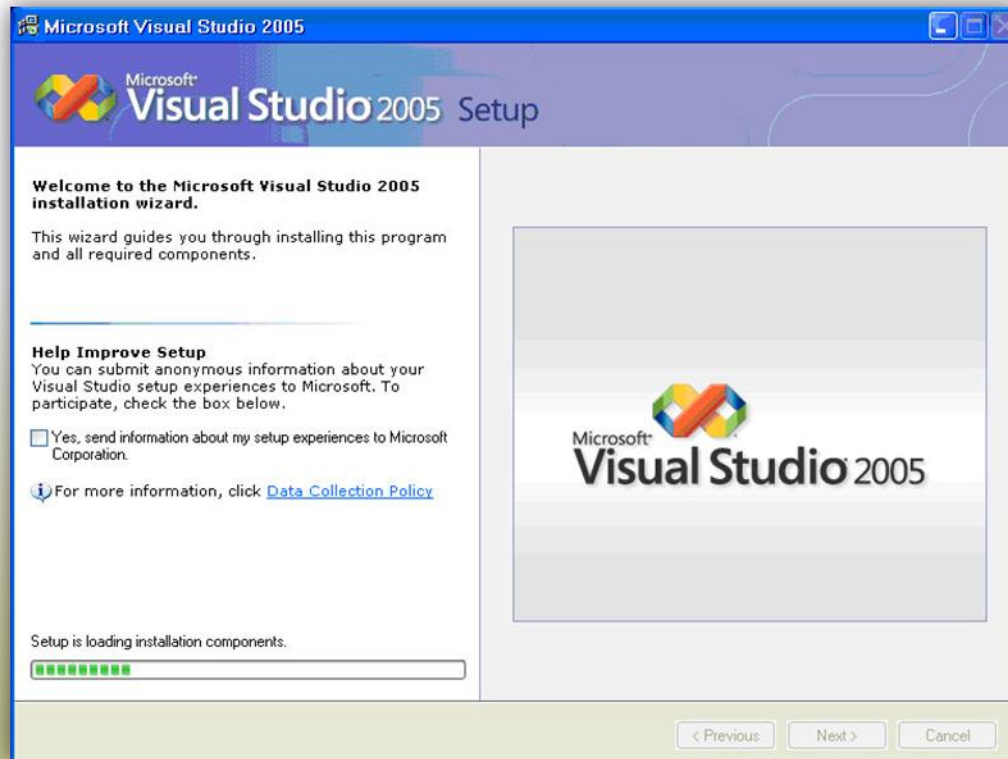 Microsoft Visual Studio 2005
Microsoft
Visual Studio 2005 Setup
Welcome to the Microsoft Visual Studio 2005
installation wizard.
This wizard guides you through installing this program
and all required components.
Help Improve Setup
You can submit anonymous information about your
Visual Studio setup experiences to Microsoft. To
participate, check the box below.
Yes, send information about my setup experiences to Microsoft
Corporation.
For more information, click Data Collection Policy
Setup is loading installation components.
Microsoft
Visual Studio 2005
< Previous
Next >
Cancel